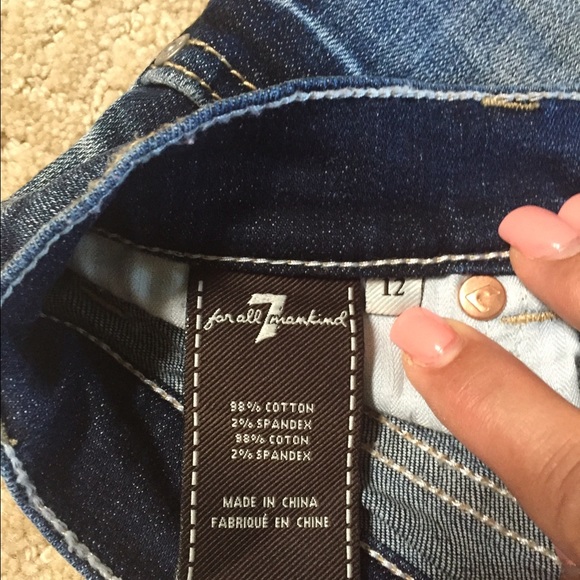 7
for all mankind
12
98% COTTON
2% SPANDEX
98% COTON
2% SPANDEX
MADE IN CHINA
FABRIQUÉ EN CHINE